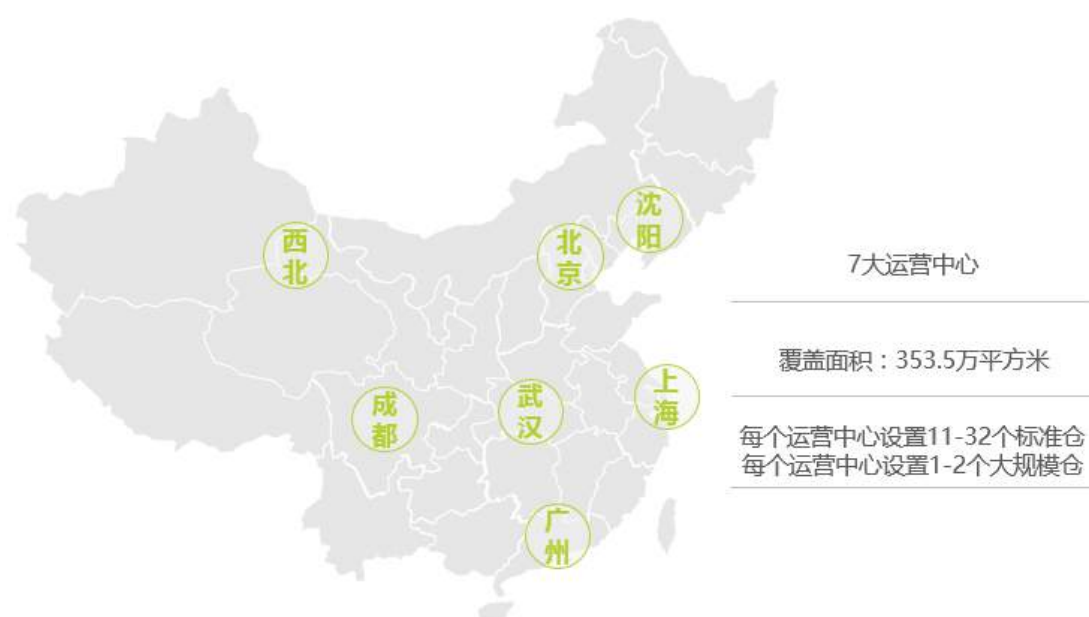 沈阳
北京
西北
7大运营中心
覆盖面积：353.5万平方米
上海
武汉
成都
每个运营中心设置11-32个标准仓
每个运营中心设置1-2个大规模仓
广州